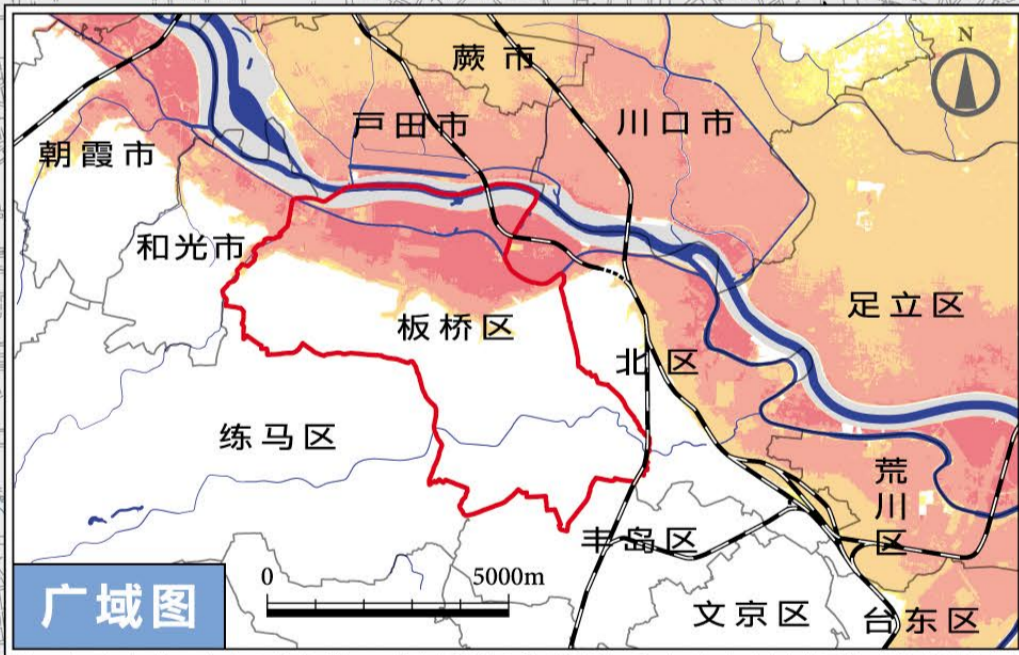 N
蕨市
戸田市
川口市
朝霞市
和光市
足立区
板桥区
北区
练马区
荒川区
丰岛区
0 5000m
广域图
文京区
台东区